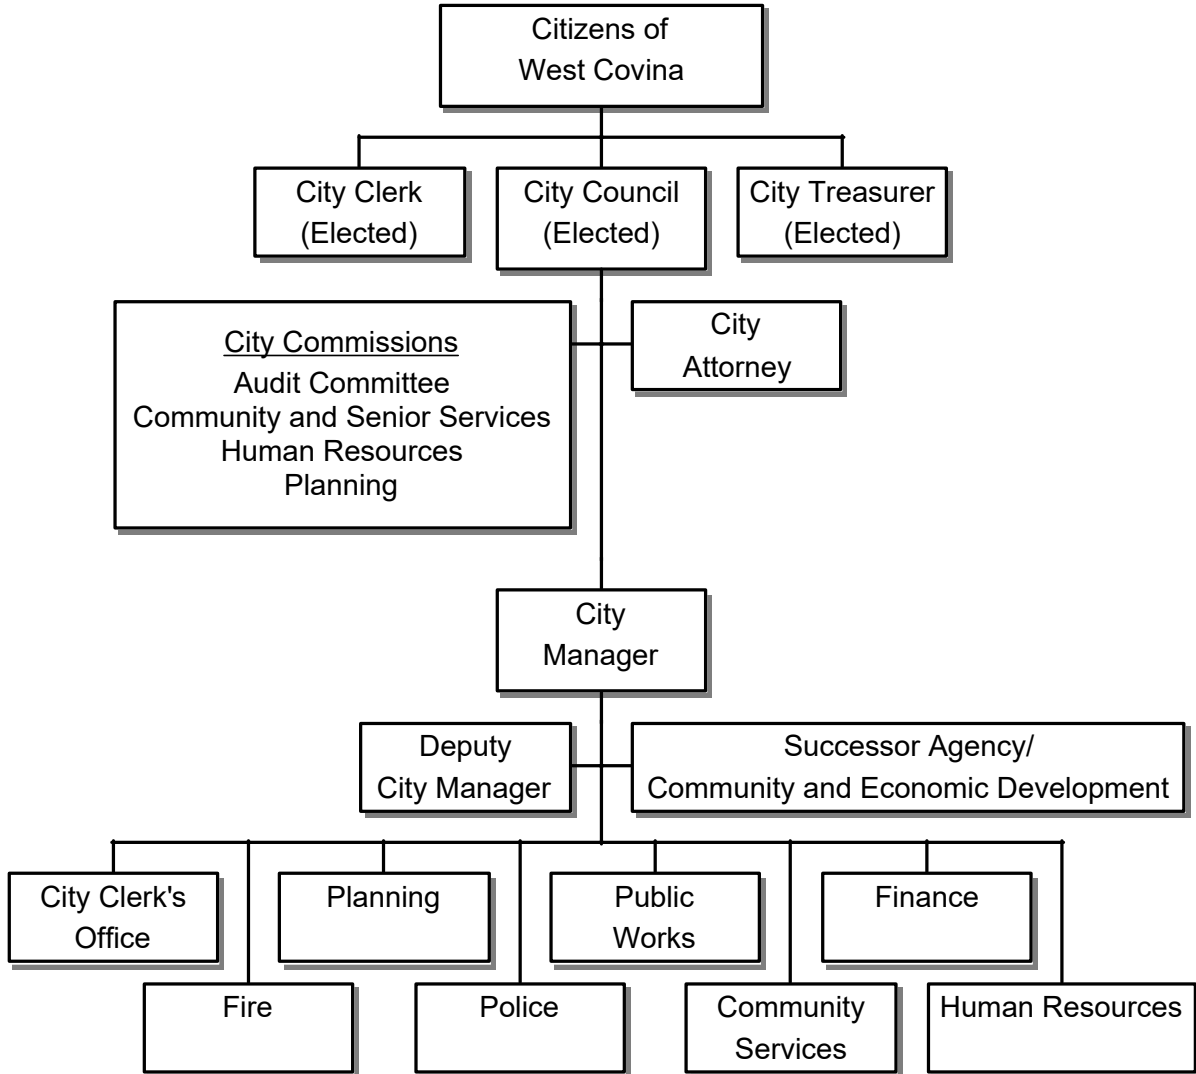 Citizens of
West Covina
City Clerk
(Elected)
City Council
(Elected)
City Treasurer
(Elected)
City Commissions
Audit Committee
Community and Senior Services
Human Resources
Planning
City
Attorney
City
Manager
Deputy
City Manager
Successor Agency/
Community and Economic Development
City Clerk's
Office
Planning
Public
Works
Finance
Fire
Police
Community
Services
Human Resources